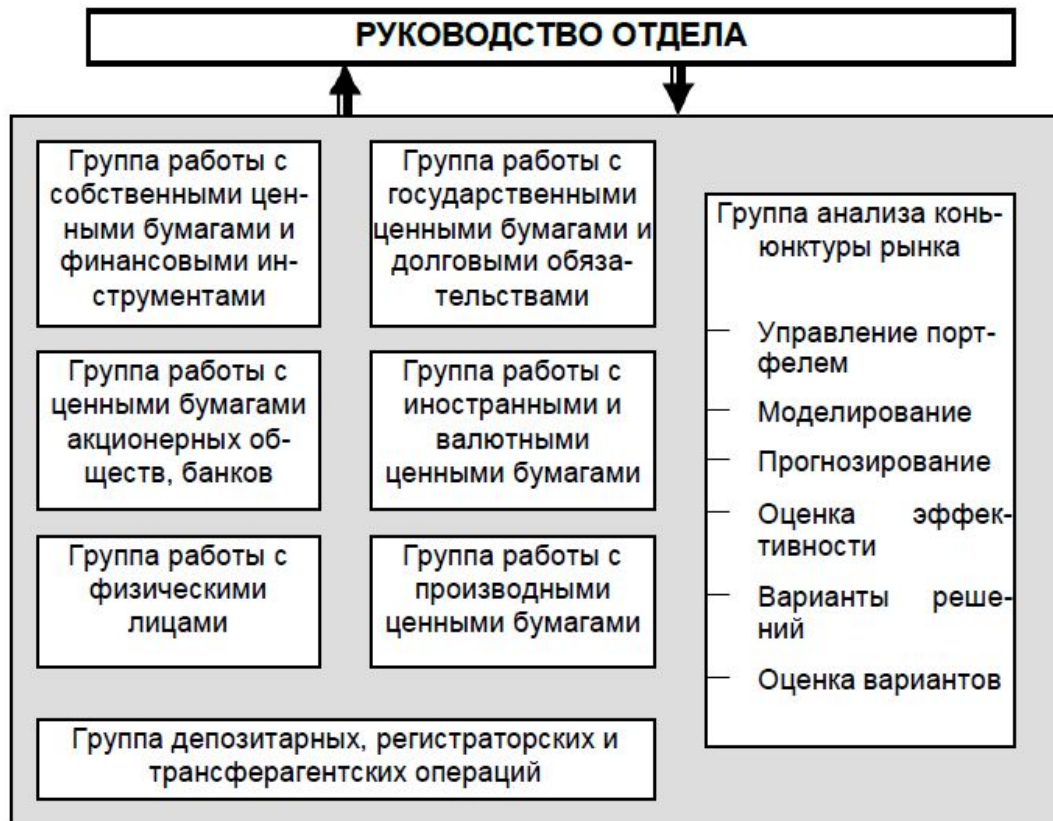 РУКОВОДСТВО ОТДЕЛА
Группа работы с
собственными цен-
ными бумагами и
финансовыми ин-
струментами
Группа работы с
государственными
ценными бумагами и
долговыми обяза-
тельствами
Группа работы с
ценными бумагами
акционерных об-
ществ, банков
Группа работы с
иностранными и
валютными
ценными бумагами
Группа работы с
физическими
лицами
Группа работы с
производными
ценными бумагами
Группа депозитарных, регистраторских и
трансферагентских операций
Группа анализа конь-
юнктуры рынка
Управление порт-
фелем
Моделирование
Прогнозирование
Оценка эффек-
тивности
Варианты реше-
ний
Оценка вариантов